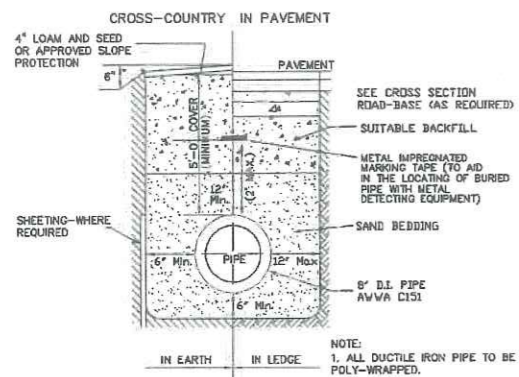 CROSS-COUNTRY IN PAVEMENT
4" LOAM AND SEED
OR APPROVED SLOPE
PROTECTION
6"
PAVEMENT
SEE CROSS SECTION
ROAD-BASE (AS REQUIRED)
SUITABLE BACKFILL
5'-0" COVER
(MINIMUM)
(2' MAX.)
12"
Min.
METAL IMPREGNATED
MARKING TAPE (TO AID
IN THE LOCATING OF BURIED
PIPE WITH METAL
DETECTING EQUIPMENT)
SHEETING-WHERE
REQUIRED
SAND BEDDING
PIPE
6" Min.
12" Max
8" D.I. PIPE
AWWA C151
6" Min.
IN EARTH
IN LEDGE
NOTE:
1. ALL DUCTILE IRON PIPE TO BE
POLY-WRAPPED.